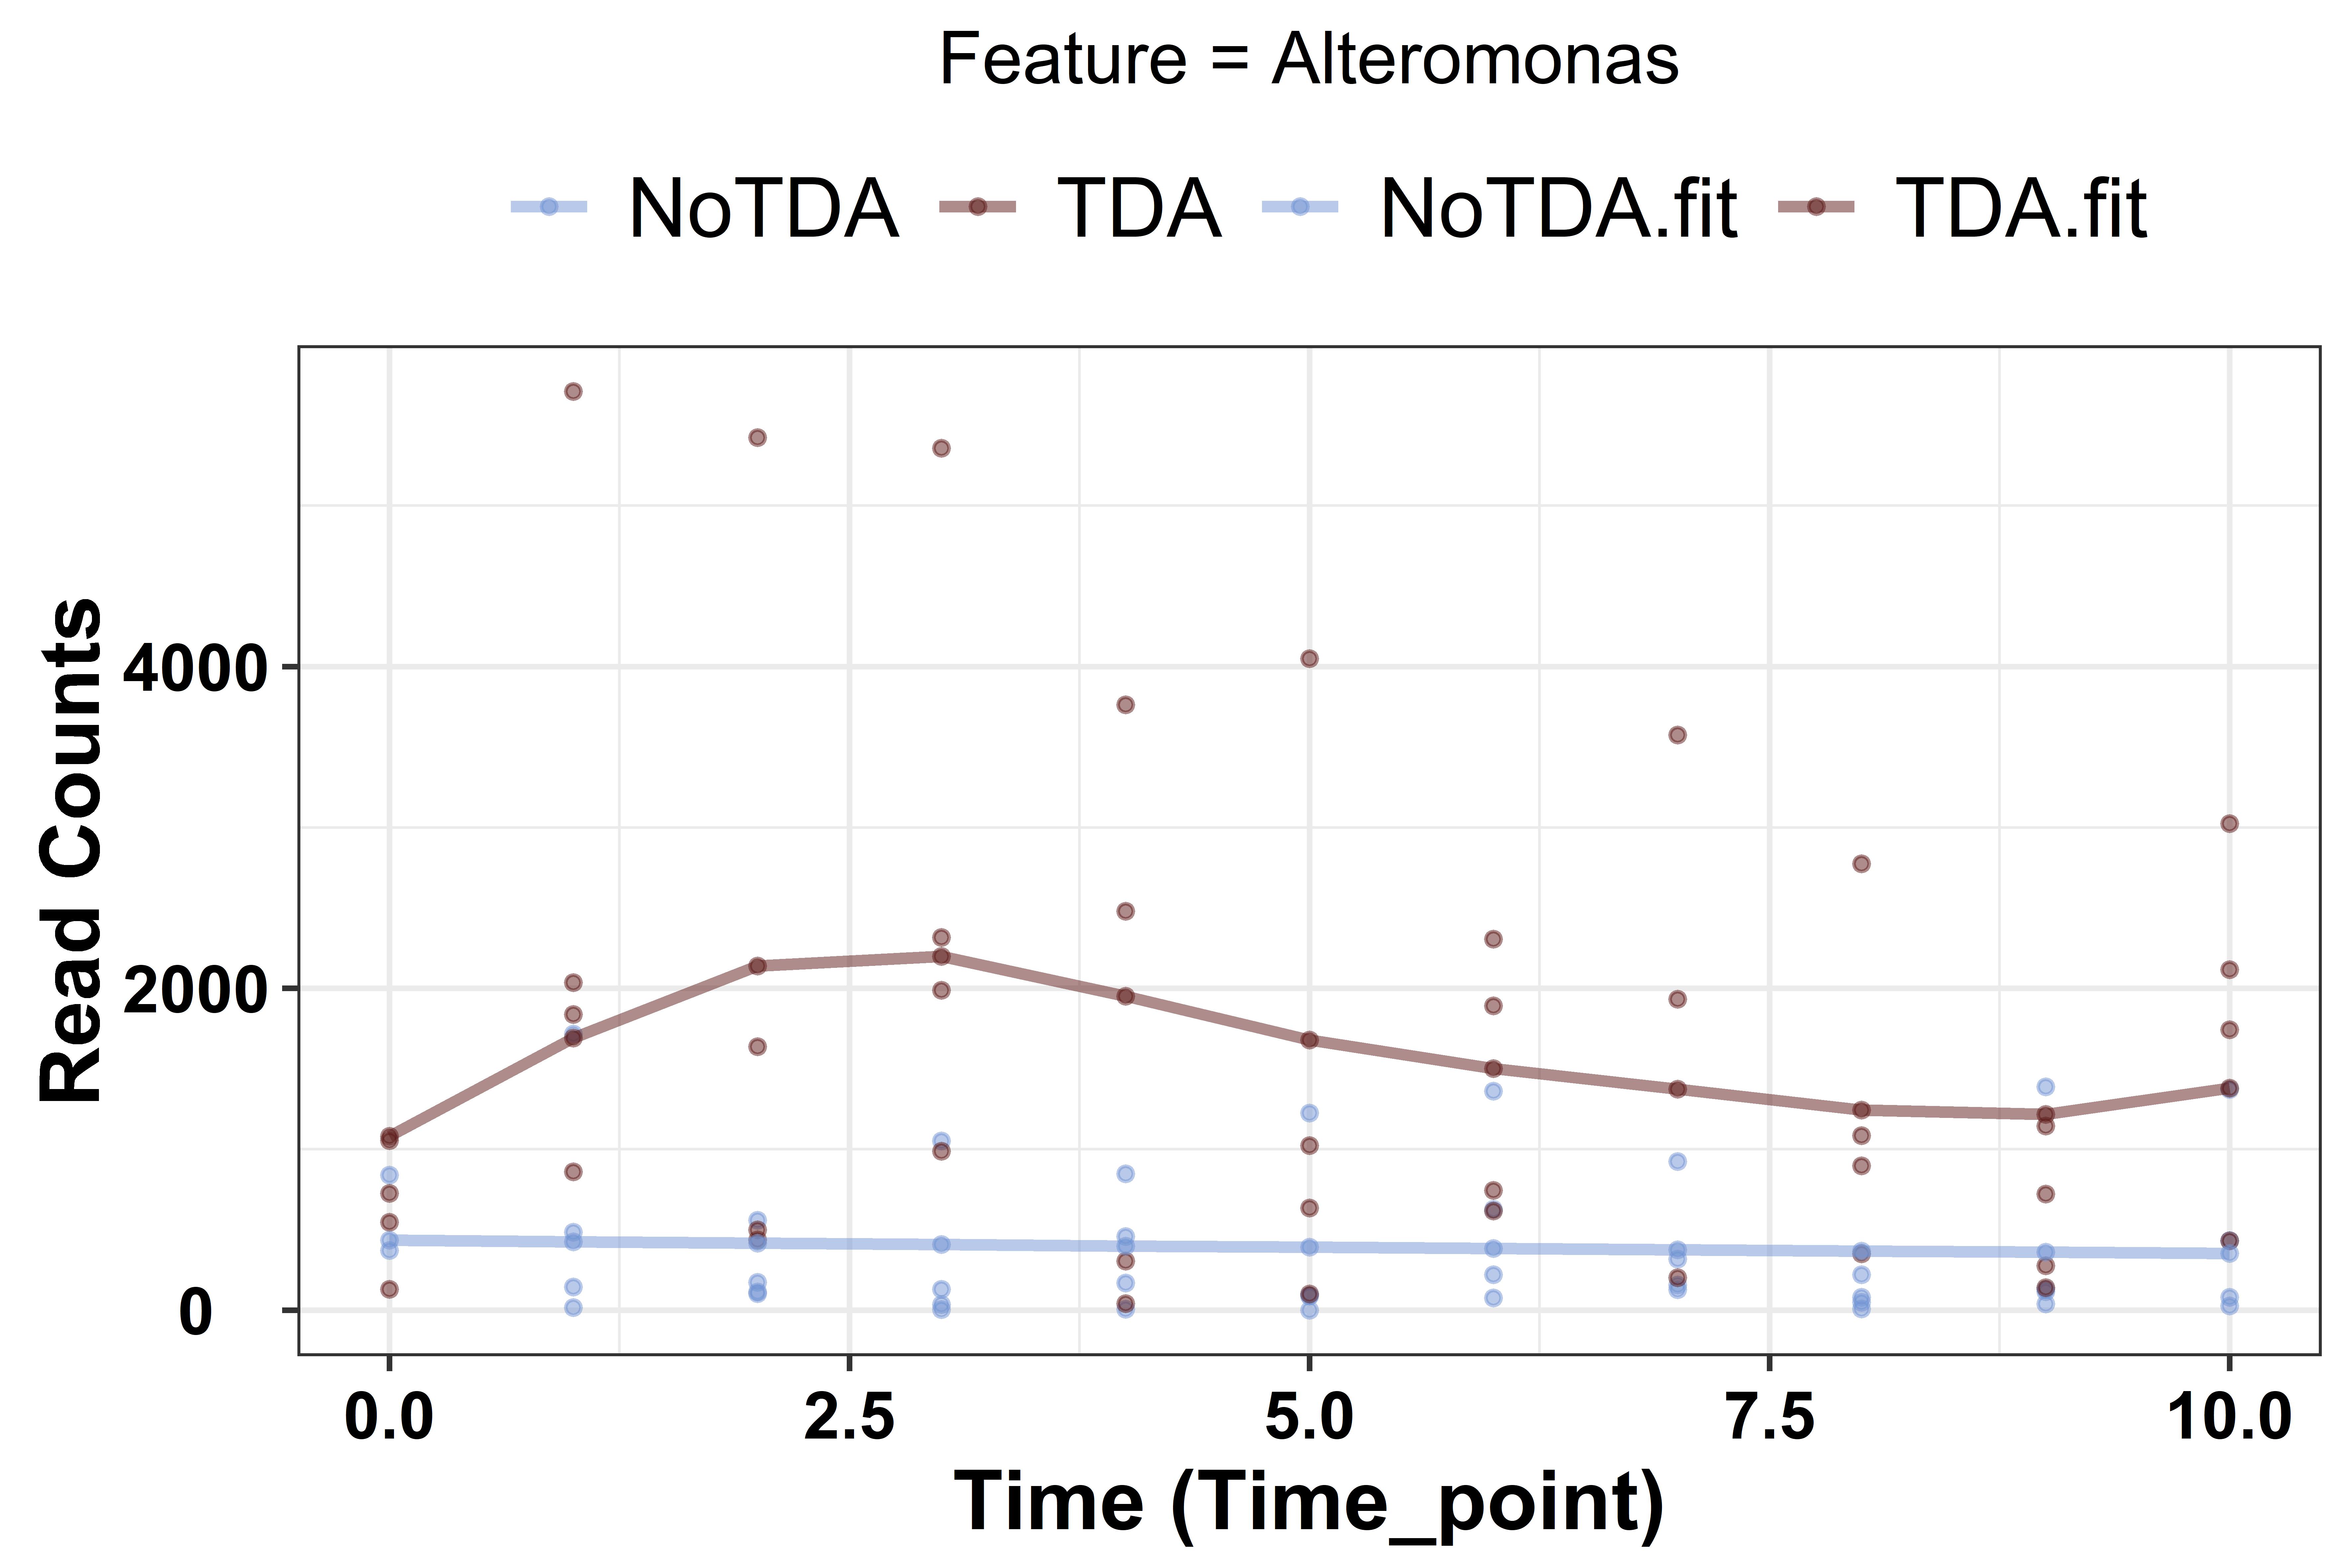 Feature = Alteromonas
NoTDA TDA NoTDA.fit TDA.fit
Read Counts
4000
2000
0
0.0 2.5 5.0 7.5 10.0
Time (Time_point)